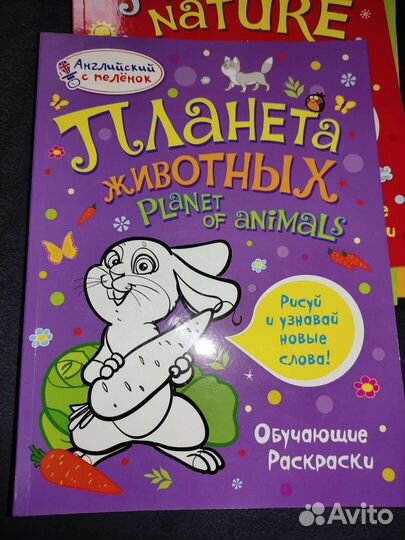 NATURE
Английский
с пелёнок
Планета
животных
Planet
of animals
Рисуй
и узнавай
новые
слова!
Обучающие
Раскраски
Avito